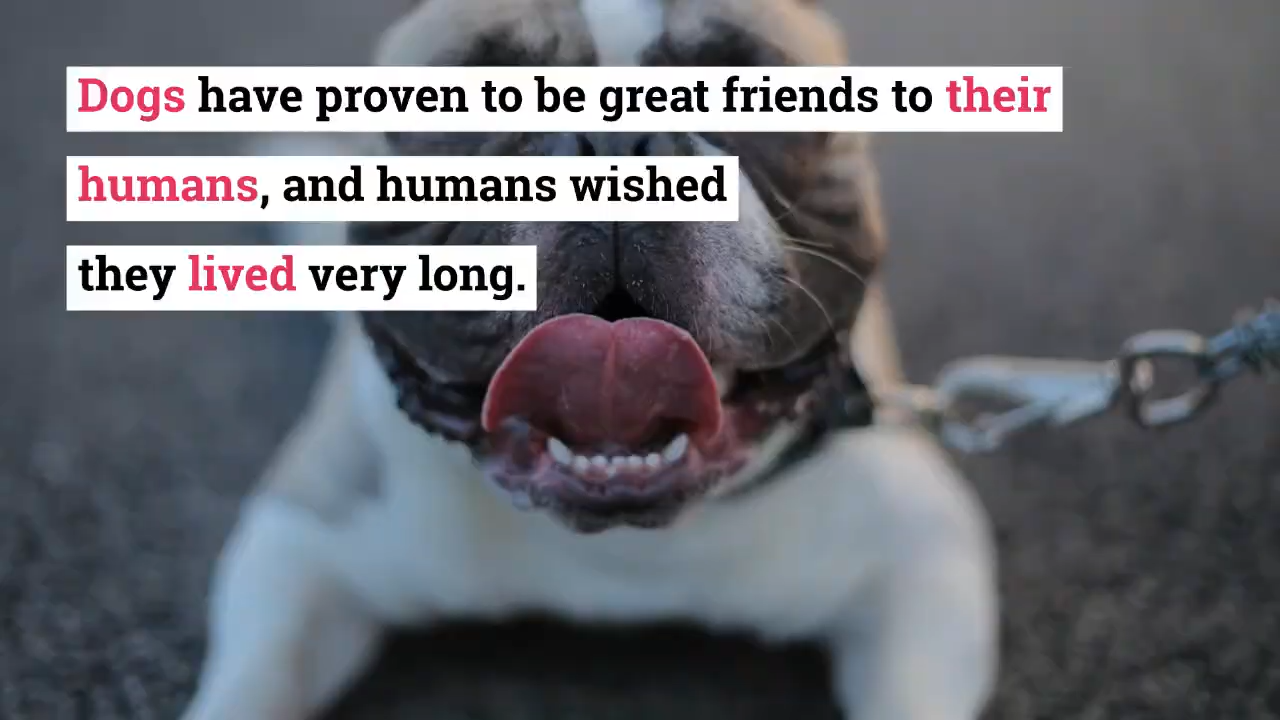 Dogs have proven to be great friends to their
humans, and humans wished
they lived very long.